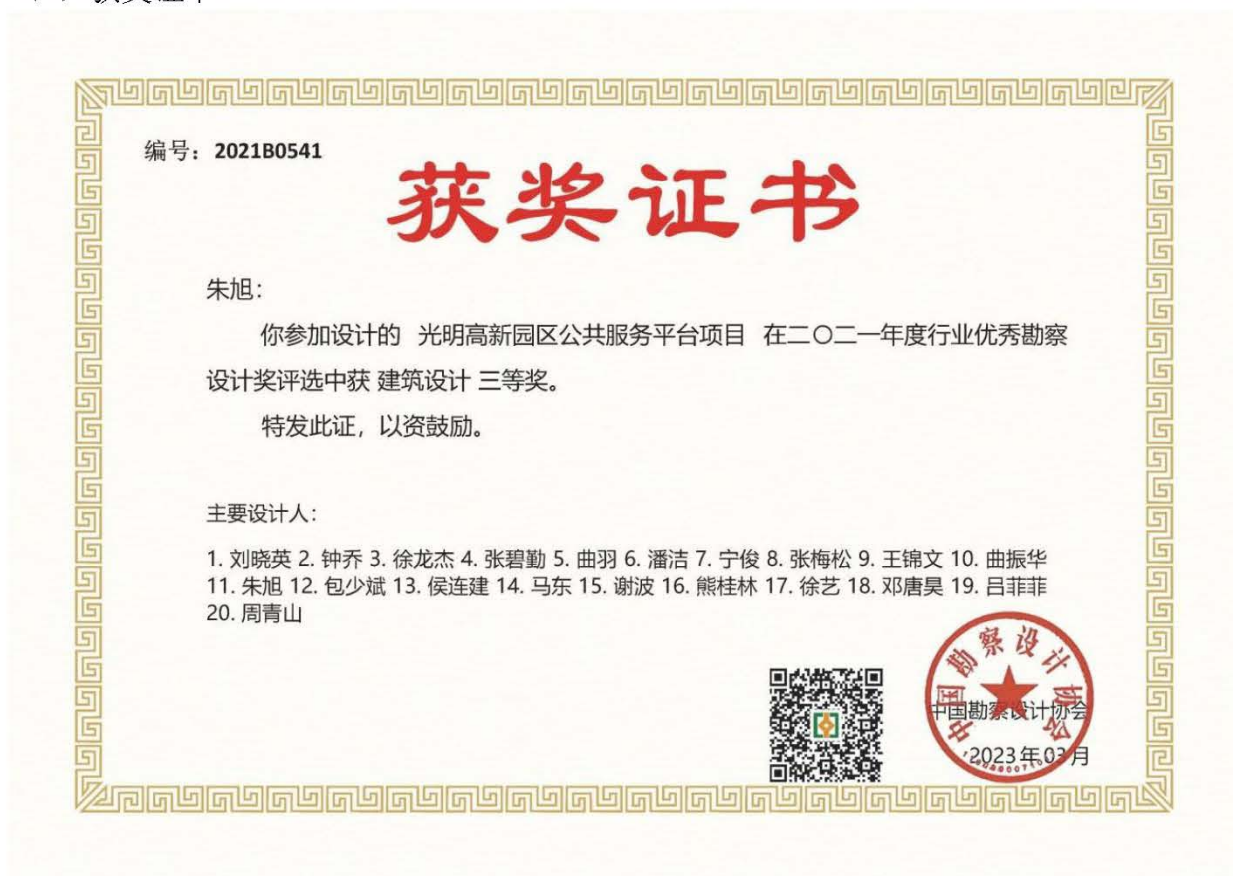 编号：2021B0541
获奖证书
朱旭：
你参加设计的 光明高新园区公共服务平台项目 在二〇二一年度行业优秀勘察
设计奖评选中获 建筑设计 三等奖。
特发此证，以资鼓励。
主要设计人：
1. 刘晓英 2. 钟乔 3. 徐龙杰 4. 张碧勤 5. 曲羽 6. 潘洁 7. 宁俊 8. 张梅松 9. 王锦文 10. 曲振华
11. 朱旭 12. 包少斌 13. 侯连建 14. 马东 15. 谢波 16. 熊桂林 17. 徐艺 18. 邓唐昊 19. 吕菲菲
20. 周青山
中国勘察设计协会
中国勘察设计协会
2023年03月